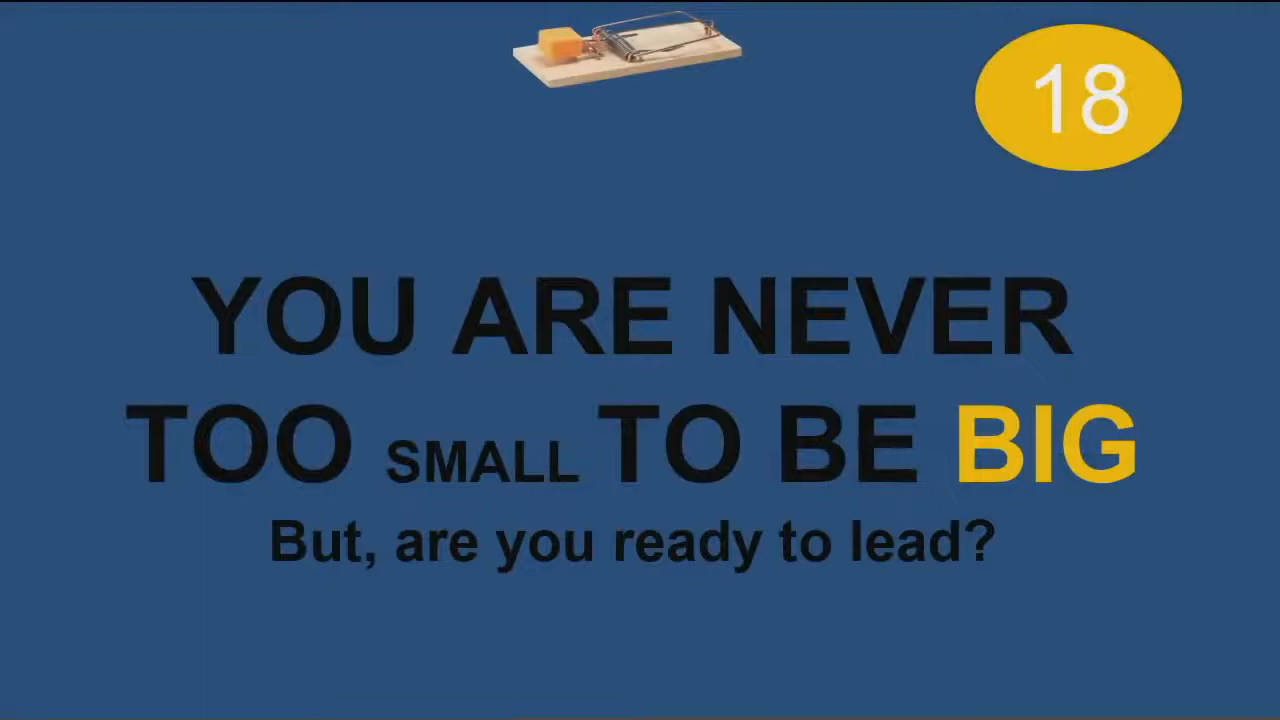 18
YOU ARE NEVER
TOO SMALL TO BE BIG
But, are you ready to lead?